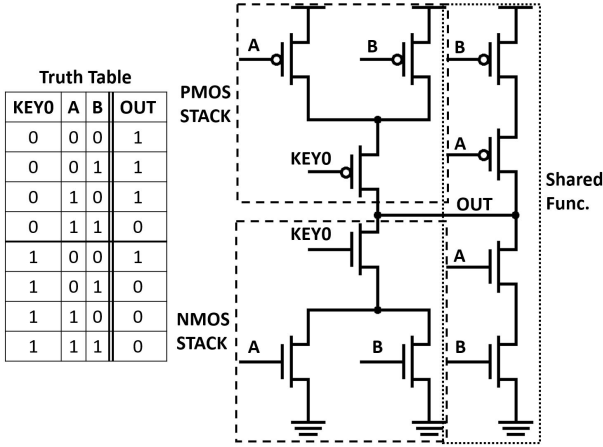 Truth Table
KEY0 A B OUT
0 0 0 1
0 0 1 1
0 1 0 1
0 1 1 0
1 0 0 1
1 0 1 0
1 1 0 0
1 1 1 0
PMOS
STACK
A
B
B
KEY0
A
OUT
Shared
Func.
KEY0
A
NMOS
STACK
A
B
B